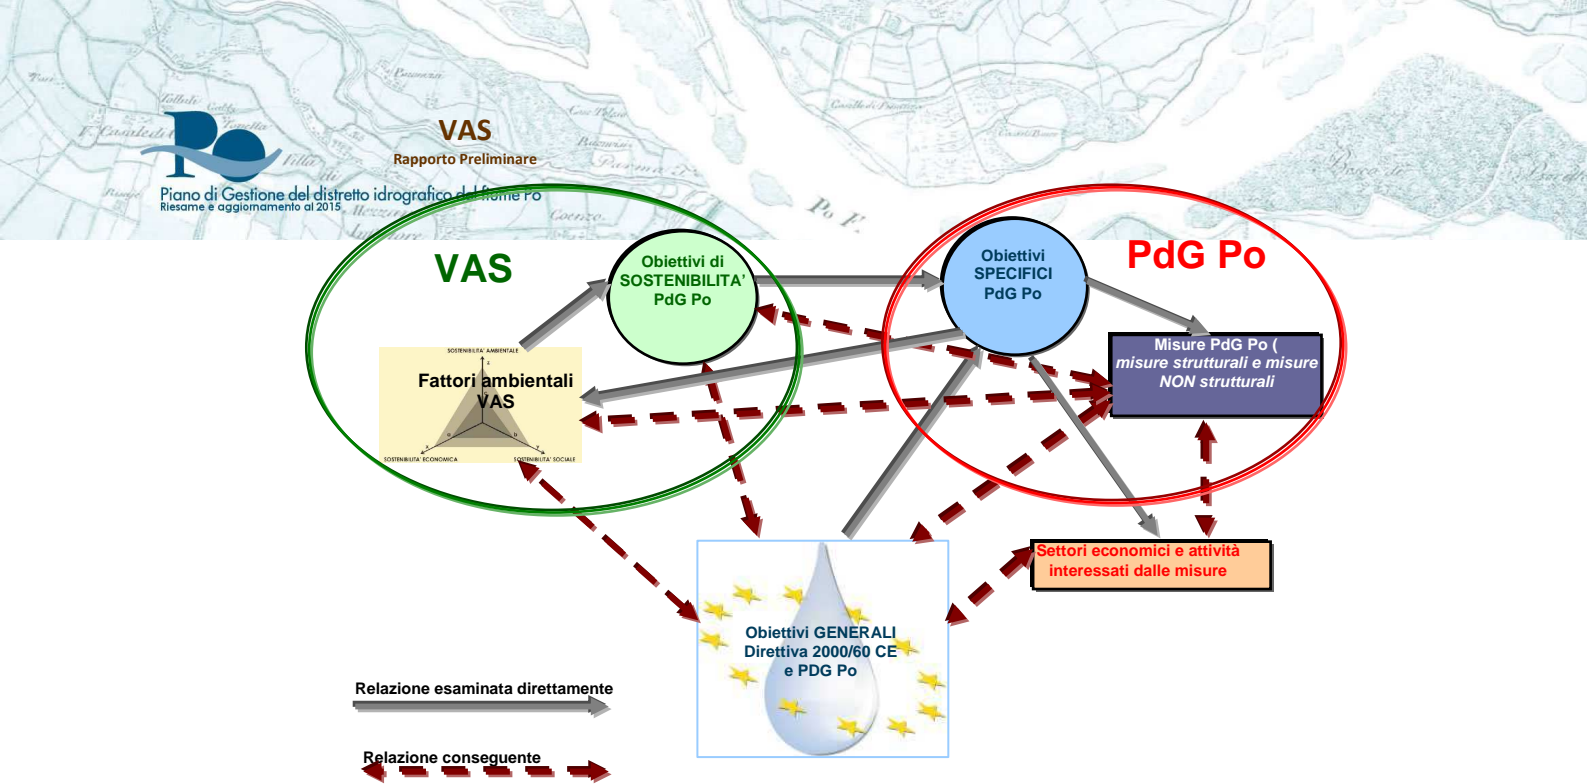 VAS
Rapporto Preliminare
Po
Piano di Gestione del distretto idrografico del fiume Po
Riesame e aggiornamento al 2015
Po F.
VAS
PdG Po
Obiettivi di
SOSTENIBILITA'
PdG Po
Obiettivi
SPECIFICI
PdG Po
Misure PdG Po (
misure strutturali e misure
NON strutturali
SOSTENIBILITA' AMBIENTALE
z
Fattori ambientali
VAS
x
a
b
y
SOSTENIBILITA' ECONOMICA
SOSTENIBILITA' SOCIALE
Settori economici e attività
interessati dalle misure
Obiettivi GENERALI
Direttiva 2000/60 CE
e PDG Po
Relazione esaminata direttamente
Relazione conseguente